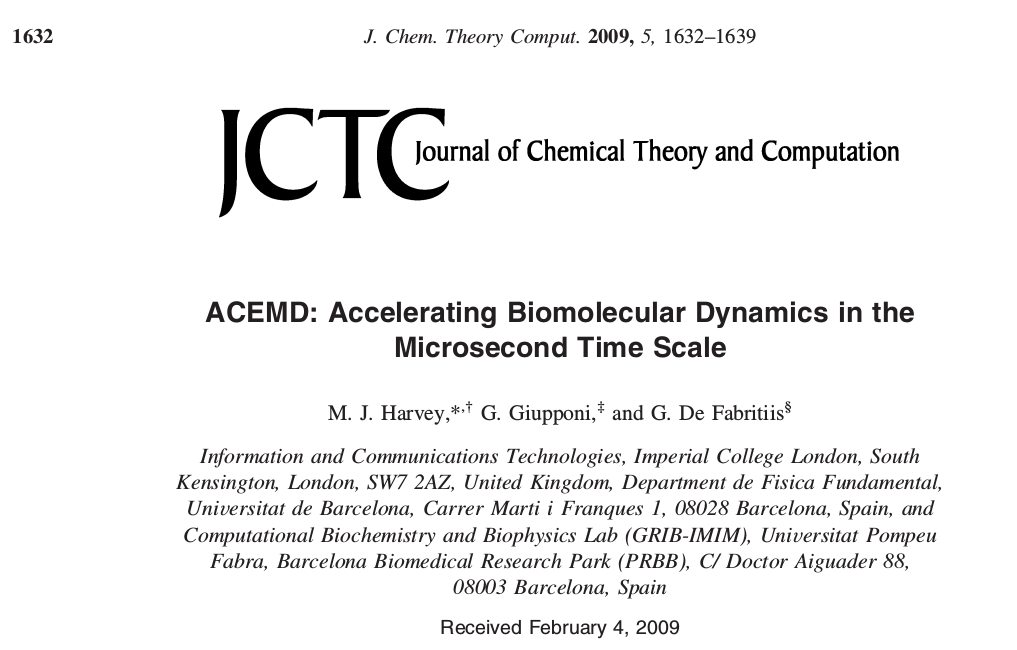 1632
J. Chem. Theory Comput. 2009, 5, 1632–1639
JCTC Journal of Chemical Theory and Computation
ACEMD: Accelerating Biomolecular Dynamics in the
Microsecond Time Scale
M. J. Harvey,*,† G. Giupponi,‡ and G. De Fabritiis§
Information and Communications Technologies, Imperial College London, South
Kensington, London, SW7 2AZ, United Kingdom, Department de Fisica Fundamental,
Universitat de Barcelona, Carrer Marti i Franques 1, 08028 Barcelona, Spain, and
Computational Biochemistry and Biophysics Lab (GRIB-IMIM), Universitat Pompeu
Fabra, Barcelona Biomedical Research Park (PRBB), C/ Doctor Aiguader 88,
08003 Barcelona, Spain
Received February 4, 2009